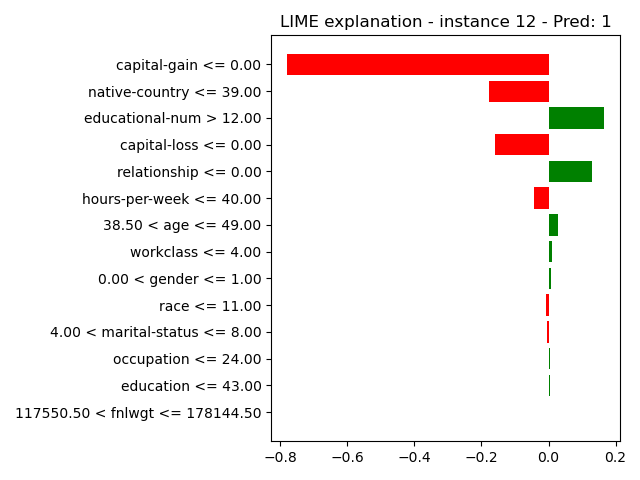 LIME explanation - instance 12 - Pred: 1
capital-gain <= 0.00
native-country <= 39.00
educational-num > 12.00
capital-loss <= 0.00
relationship <= 0.00
hours-per-week <= 40.00
38.50 < age <= 49.00
workclass <= 4.00
0.00 < gender <= 1.00
race <= 11.00
4.00 < marital-status <= 8.00
occupation <= 24.00
education <= 43.00
117550.50 < fnlwgt <= 178144.50
−0.8 −0.6 −0.4 −0.2 0.0 0.2